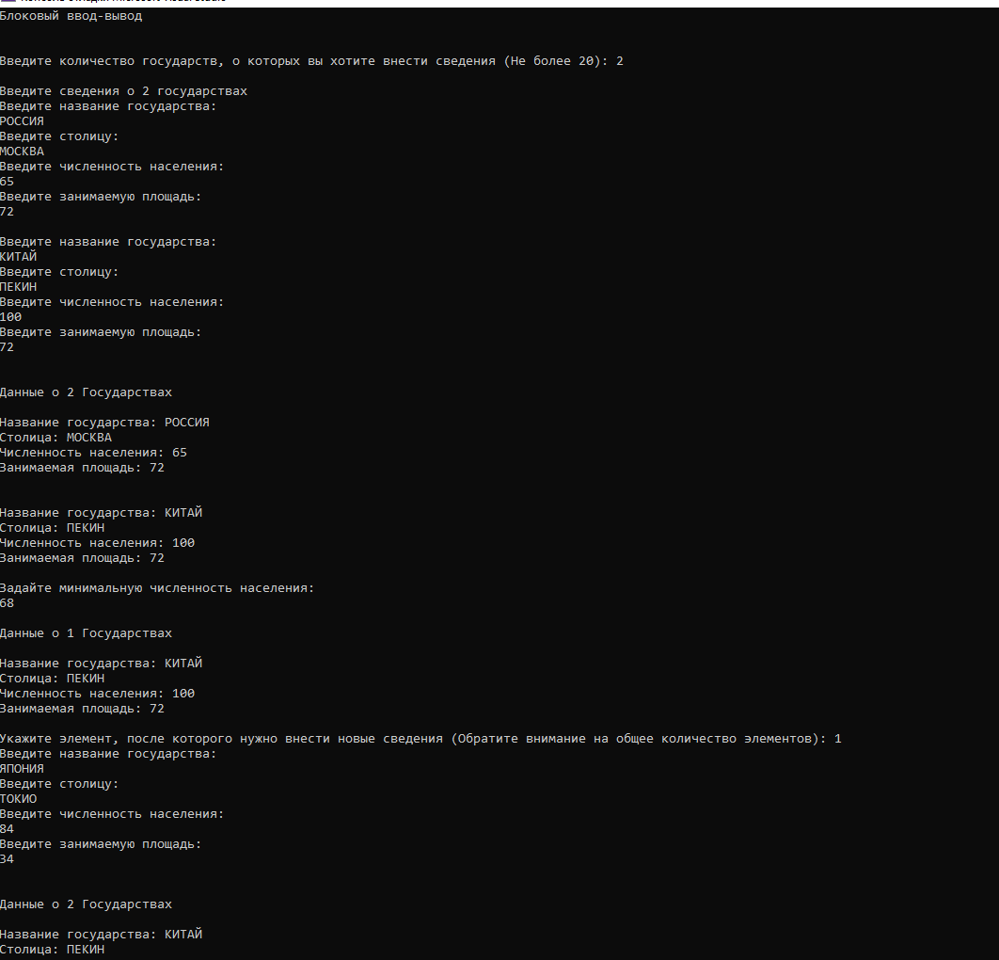 Блоковый ввод-вывод
Введите количество государств, о которых вы хотите внести сведения (Не более 20): 2
Введите сведения о 2 государствах
Введите название государства:
РОССИЯ
Введите столицу:
МОСКВА
Введите численность населения:
65
Введите занимаемую площадь:
72
Введите название государства:
КИТАЙ
Введите столицу:
ПЕКИН
Введите численность населения:
100
Введите занимаемую площадь:
72
Данные о 2 Государствах
Название государства: РОССИЯ
Столица: МОСКВА
Численность населения: 65
Занимаемая площадь: 72
Название государства: КИТАЙ
Столица: ПЕКИН
Численность населения: 100
Занимаемая площадь: 72
Задайте минимальную численность населения:
68
Данные о 1 Государствах
Название государства: КИТАЙ
Столица: ПЕКИН
Численность населения: 100
Занимаемая площадь: 72
Укажите элемент, после которого нужно внести новые сведения (Обратите внимание на общее количество элементов): 1
Введите название государства:
ЯПОНИЯ
Введите столицу:
ТОКИО
Введите численность населения:
84
Введите занимаемую площадь:
34
Данные о 2 Государствах
Название государства: КИТАЙ
Столица: ПЕКИН